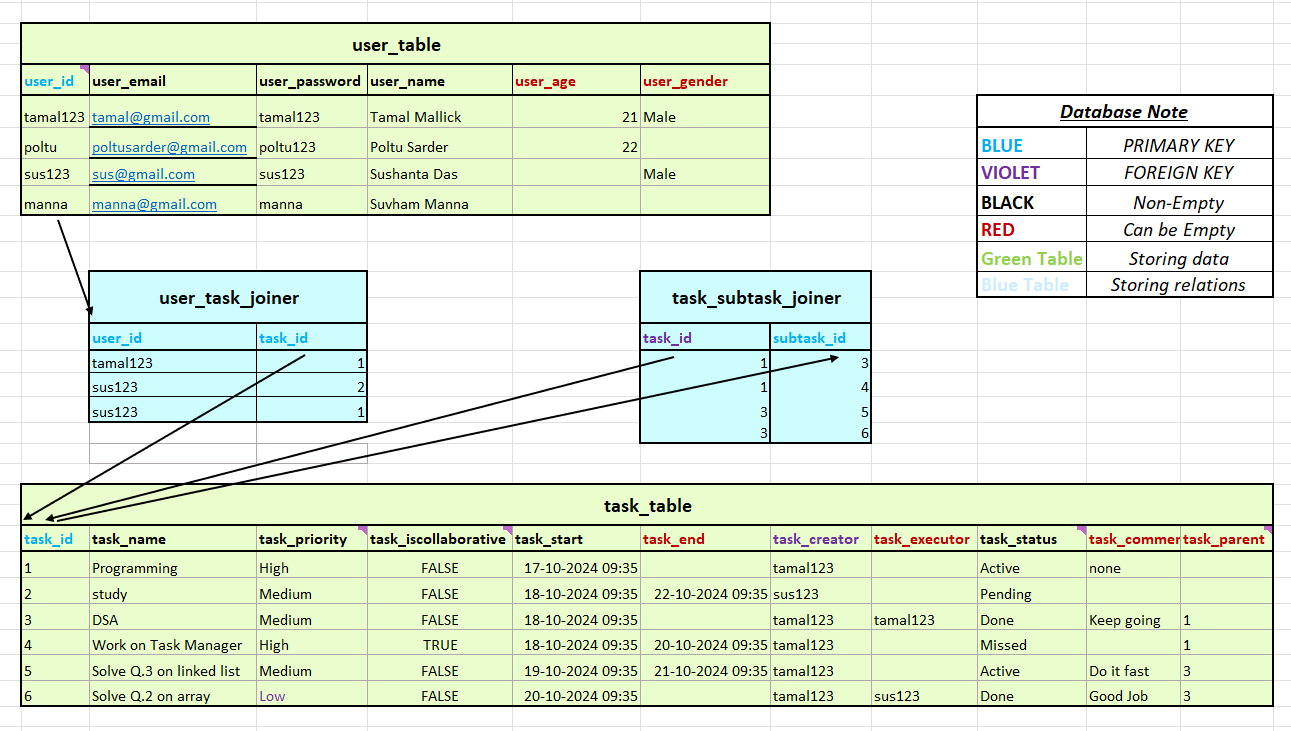 user_table
user_id user_email user_password user_name user_age user_gender
tamal123 tamal@gmail.com tamal123 Tamal Mallick 21 Male
poltu poltusarder@gmail.com poltu123 Poltu Sarder 22
sus123 sus@gmail.com sus123 Sushanta Das Male
manna manna@gmail.com manna Suvham Manna
Database Note
BLUE PRIMARY KEY
VIOLET FOREIGN KEY
BLACK Non-Empty
RED Can be Empty
Green Table Storing data
Blue Table Storing relations
user_task_joiner
user_id task_id
tamal123 1
sus123 2
sus123 1
task_subtask_joiner
task_id subtask_id
1 3
1 4
3 5
3 6
task_table
task_id task_name task_priority task_iscollaborative task_start task_end task_creator task_executor task_status task_commer task_parent
1 Programming High FALSE 17-10-2024 09:35 tamal123 Active none
2 study Medium FALSE 18-10-2024 09:35 22-10-2024 09:35 sus123 Pending
3 DSA Medium FALSE 18-10-2024 09:35 tamal123 tamal123 Done Keep going 1
4 Work on Task Manager High TRUE 18-10-2024 09:35 20-10-2024 09:35 tamal123 Missed 1
5 Solve Q.3 on linked list Medium FALSE 19-10-2024 09:35 21-10-2024 09:35 tamal123 Active Do it fast 3
6 Solve Q.2 on array Low FALSE 20-10-2024 09:35 tamal123 sus123 Done Good Job 3